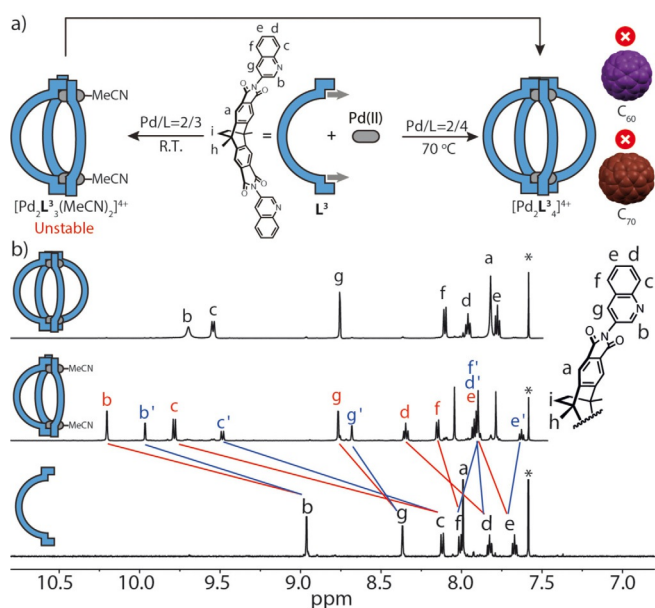 a)
e
d
f
c
g
b
N
O
N
O
a
i
h
O
N
O
N
MeCN
MeCN
[Pd₂L³₃(MeCN)₂]⁴⁺
Unstable
Pd/L=2/3
R.T.
=
L³
+
Pd(II)
Pd/L=2/4
70 °C
[Pd₂L³₄]⁴⁺
C₆₀
C₇₀
b)
b c g f d a e *
MeCN
MeCN
b b' c c' g g' d f f' d' e e' *
b g c f a d e *
e
d
f
c
g
b
N
O
N
O
a
i
h
10.5 10.0 9.5 9.0 8.5 8.0 7.5 7.0
ppm